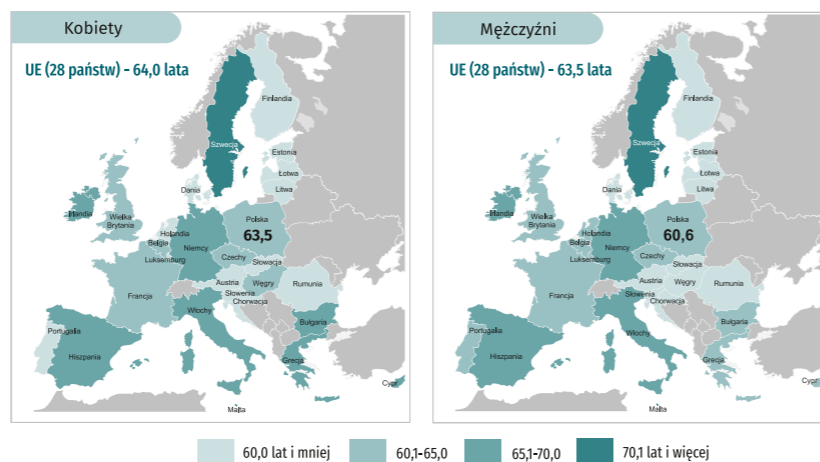 Kobiety
UE (28 państw) - 64,0 lata
Finlandia
Szwecja
Estonia
Łotwa
Litwa
Dania
Irlandia
Wielka
Brytania
Holandia
Belgia
Luksemburg
Niemcy
Polska
63,5
Czechy
Słowacja
Austria
Węgry
Słowenia
Chorwacja
Rumunia
Francja
Włochy
Bułgaria
Portugalia
Hiszpania
Grecja
Cypr
Malta
Mężczyźni
UE (28 państw) - 63,5 lata
Finlandia
Szwecja
Estonia
Łotwa
Litwa
Dania
Irlandia
Wielka
Brytania
Holandia
Belgia
Luksemburg
Niemcy
Polska
60,6
Czechy
Słowacja
Austria
Węgry
Słowenia
Chorwacja
Rumunia
Francja
Włochy
Bułgaria
Portugalia
Hiszpania
Grecja
Cypr
Malta
60,0 lat i mniej
60,1-65,0
65,1-70,0
70,1 lat i więcej